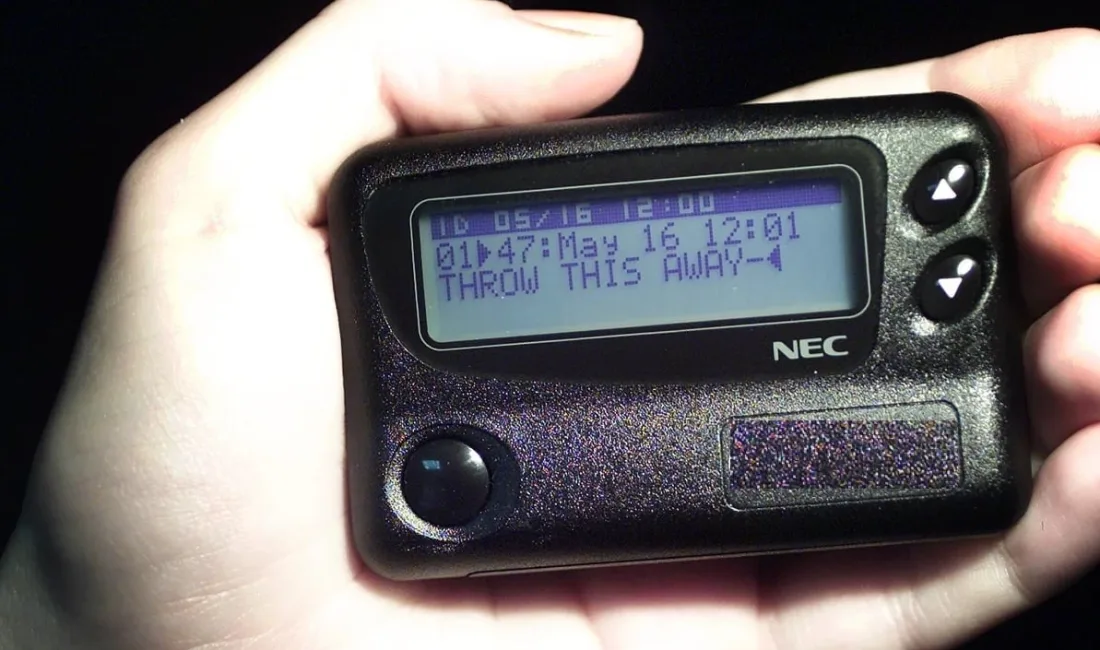 ID 05/16 12:00
01▶47:May 16 12:01
THROW THIS AWAY-◀
NEC